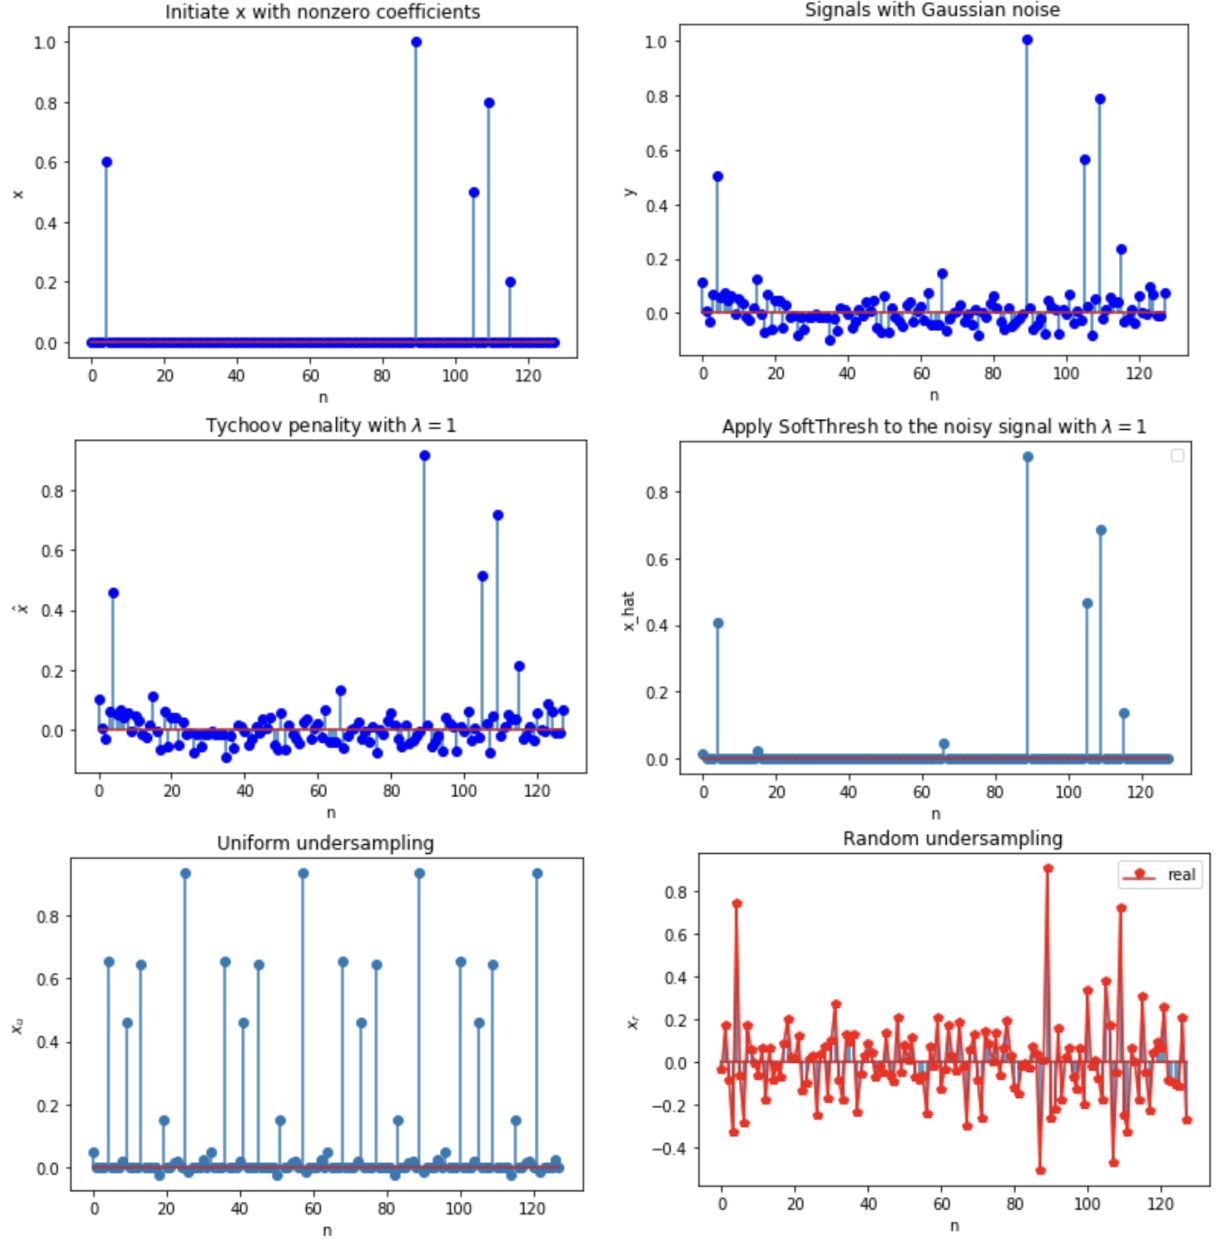 Initiate x with nonzero coefficients
1.0
0.8
0.6
0.4
0.2
0.0
x
0 20 40 60 80 100 120
n
Signals with Gaussian noise
1.0
0.8
0.6
0.4
0.2
0.0
y
0 20 40 60 80 100 120
n
Tychoov penality with λ = 1
0.8
0.6
0.4
0.2
0.0
x̂
0 20 40 60 80 100 120
n
Apply SoftThresh to the noisy signal with λ = 1
0.8
0.6
0.4
0.2
0.0
x_hat
0 20 40 60 80 100 120
n
Uniform undersampling
0.8
0.6
0.4
0.2
0.0
xᵤ
0 20 40 60 80 100 120
n
Random undersampling
real
0.8
0.6
0.4
0.2
0.0
−0.2
−0.4
xᵣ
0 20 40 60 80 100 120
n